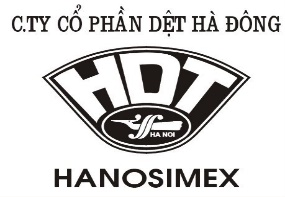 C.TY CỔ PHẦN DỆT HÀ ĐÔNG
HDT
HA NOI
HANOSIMEX